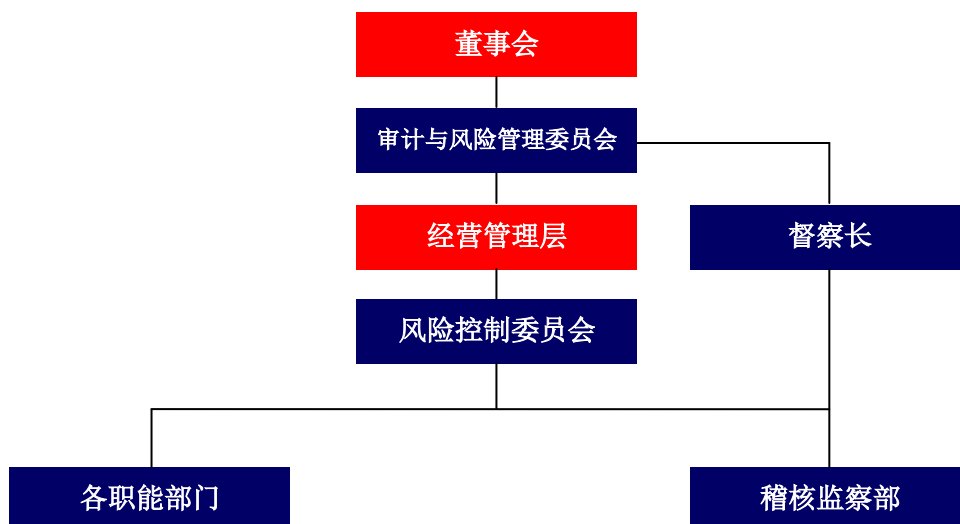 董事会
审计与风险管理委员会
经营管理层
督察长
风险控制委员会
各职能部门
稽核监察部